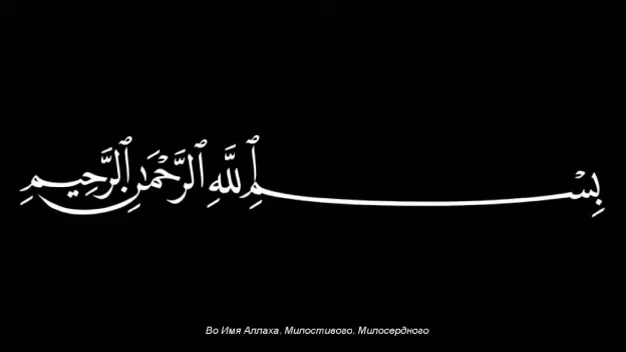 بِسْمِ ٱللَّهِ ٱلرَّحْمَٰنِ ٱلرَّحِيمِ
Во Имя Аллаха, Милостивого, Милосердного